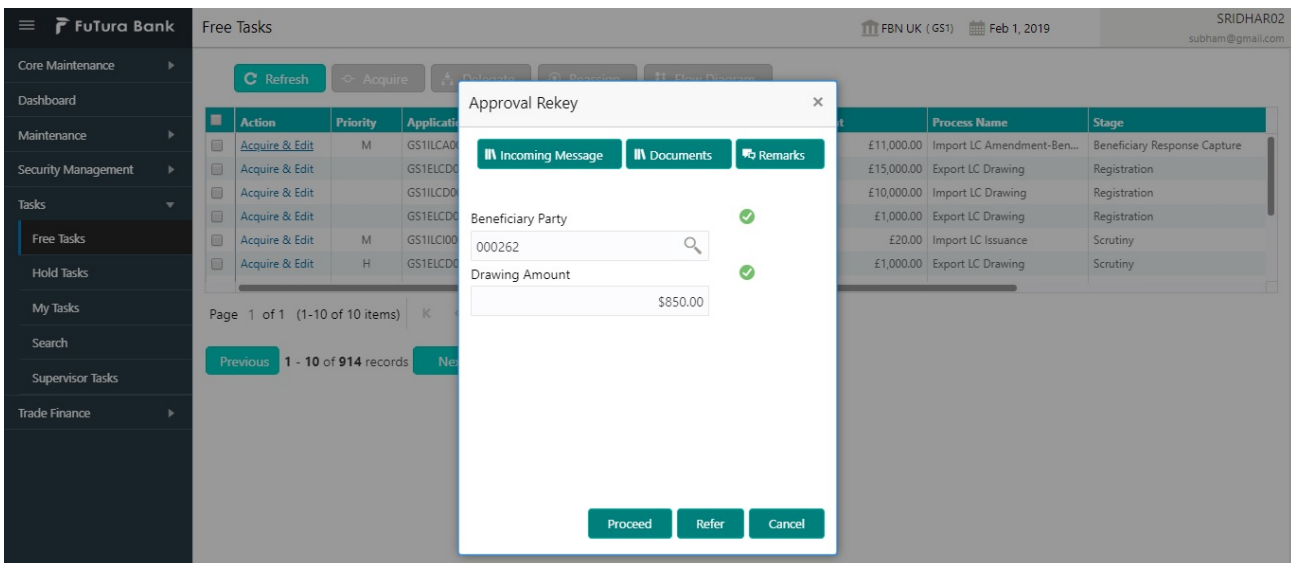 FuTura Bank
Free Tasks
FBN UK ( GS1)
Feb 1, 2019
SRIDHAR02
subham@gmail.com
Core Maintenance
Dashboard
Maintenance
Security Management
Tasks
Free Tasks
Hold Tasks
My Tasks
Search
Supervisor Tasks
Trade Finance
Refresh
Acquire
Delegate
Reassign
Flow Diagram
Action Priority Process Name Stage
Acquire & Edit M £11,000.00 Import LC Amendment-Ben... Beneficiary Response Capture
Acquire & Edit £15,000.00 Export LC Drawing Registration
Acquire & Edit £10,000.00 Import LC Drawing Registration
Acquire & Edit £1,000.00 Export LC Drawing Registration
Acquire & Edit M £20.00 Import LC Issuance Scrutiny
Acquire & Edit H £1,000.00 Export LC Drawing Scrutiny
Page 1 of 1 (1-10 of 10 items)
Previous 1 - 10 of 914 records
Approval Rekey
Incoming Message
Documents
Remarks
Beneficiary Party
000262
Drawing Amount
$850.00
Proceed
Refer
Cancel